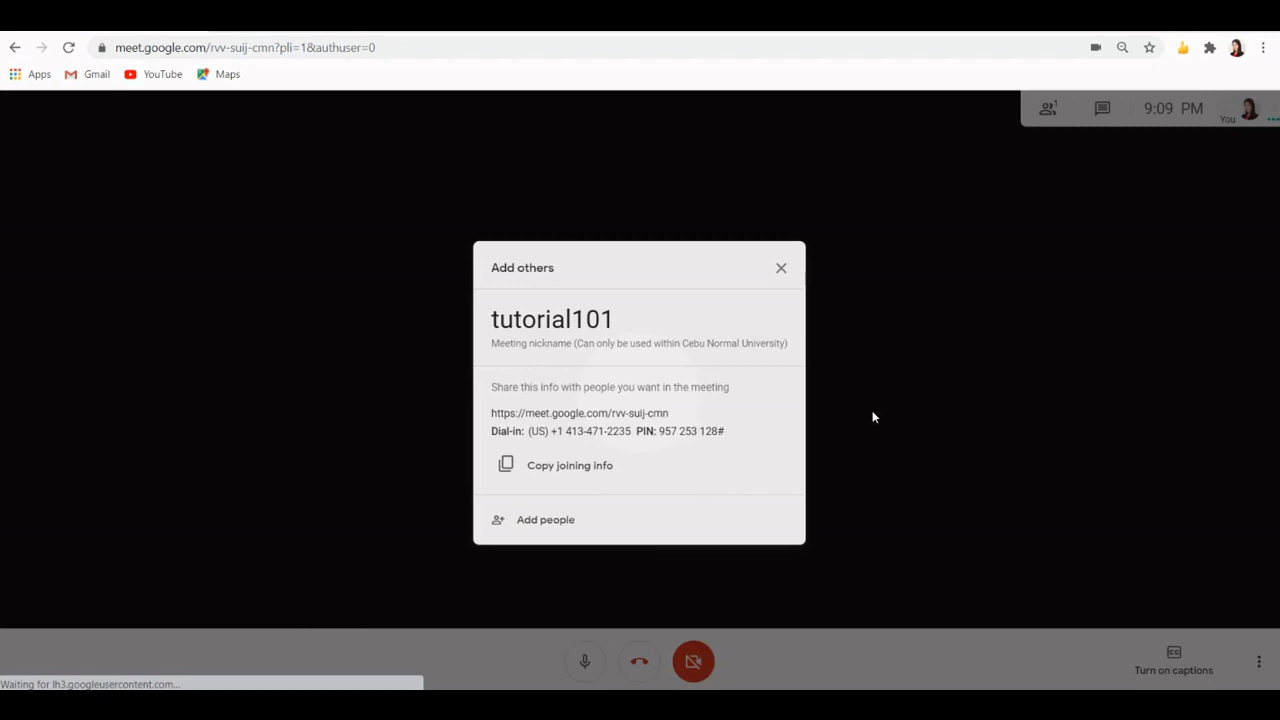 meet.google.com/rvv-suij-cmn?pli=1&authuser=0
Apps Gmail YouTube Maps
1
9:09 PM
You
Add others
tutorial101
Meeting nickname (Can only be used within Cebu Normal University)
Share this info with people you want in the meeting
https://meet.google.com/rvv-suij-cmn
Dial-in: (US) +1 413-471-2235 PIN: 957 253 128#
Copy joining info
Add people
CC
Turn on captions
Waiting for lh3.googleusercontent.com...